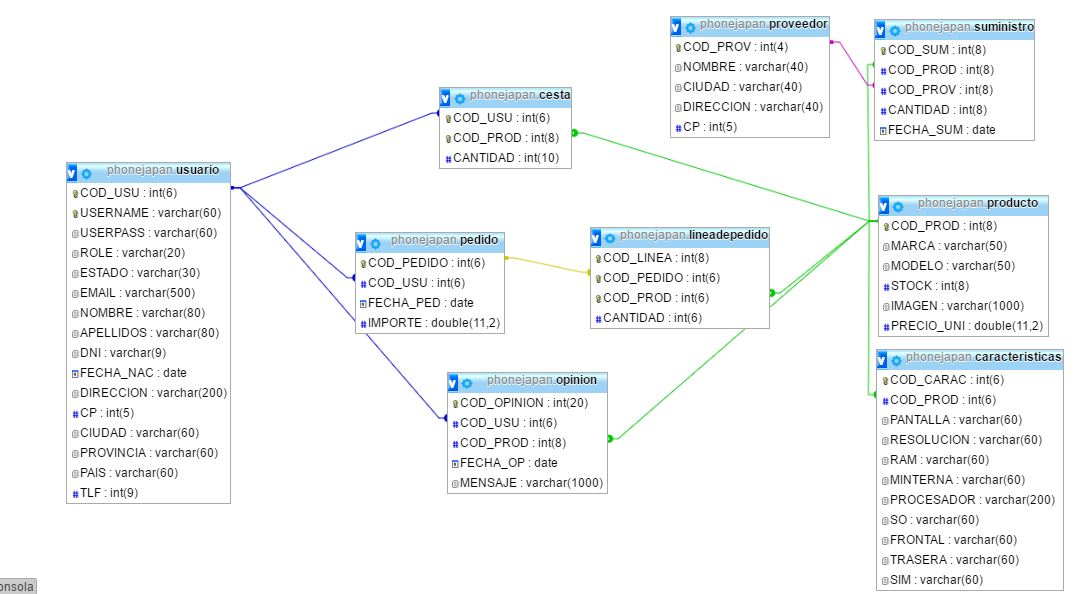 phonejapan.proveedor
COD_PROV : int(4)
NOMBRE : varchar(40)
CIUDAD : varchar(40)
DIRECCION : varchar(40)
CP : int(5)
phonejapan.suministro
COD_SUM : int(8)
COD_PROD : int(8)
COD_PROV : int(8)
CANTIDAD : int(8)
FECHA_SUM : date
phonejapan.cesta
COD_USU : int(6)
COD_PROD : int(8)
CANTIDAD : int(10)
phonejapan.usuario
COD_USU : int(6)
USERNAME : varchar(60)
USERPASS : varchar(60)
ROLE : varchar(20)
ESTADO : varchar(30)
EMAIL : varchar(500)
NOMBRE : varchar(80)
APELLIDOS : varchar(80)
DNI : varchar(9)
FECHA_NAC : date
DIRECCION : varchar(200)
CP : int(5)
CIUDAD : varchar(60)
PROVINCIA : varchar(60)
PAIS : varchar(60)
TLF : int(9)
phonejapan.pedido
COD_PEDIDO : int(6)
COD_USU : int(6)
FECHA_PED : date
IMPORTE : double(11,2)
phonejapan.lineadepedido
COD_LINEA : int(8)
COD_PEDIDO : int(6)
COD_PROD : int(6)
CANTIDAD : int(6)
phonejapan.producto
COD_PROD : int(8)
MARCA : varchar(50)
MODELO : varchar(50)
STOCK : int(8)
IMAGEN : varchar(1000)
PRECIO_UNI : double(11,2)
phonejapan.opinion
COD_OPINION : int(20)
COD_USU : int(6)
COD_PROD : int(8)
FECHA_OP : date
MENSAJE : varchar(1000)
phonejapan.caracteristicas
COD_CARAC : int(6)
COD_PROD : int(6)
PANTALLA : varchar(60)
RESOLUCION : varchar(60)
RAM : varchar(60)
MINTERNA : varchar(60)
PROCESADOR : varchar(200)
SO : varchar(60)
FRONTAL : varchar(60)
TRASERA : varchar(60)
SIM : varchar(60)
onsola